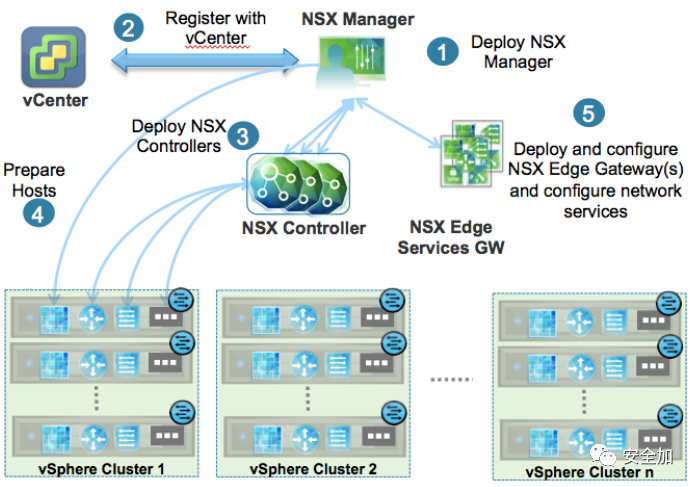 2
Register with
vCenter
NSX Manager
1
Deploy NSX
Manager
vCenter
Deploy NSX
Controllers
3
5
Deploy and configure
NSX Edge Gateway(s)
and configure network
services
Prepare
Hosts
4
NSX Controller
NSX Edge
Services GW
vSphere Cluster 1
vSphere Cluster 2
vSphere Cluster n
安全加